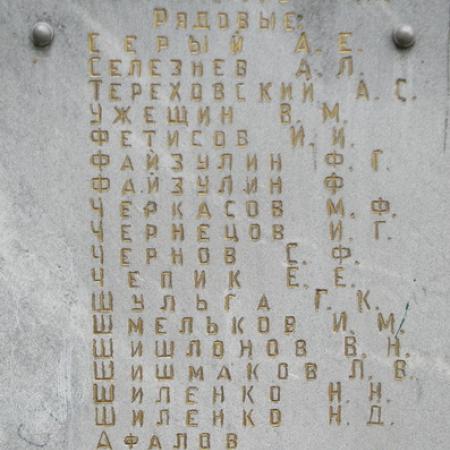 Рядовые:
Серый А. Е.
Селезнев А. Л.
Тереховский А. С.
Ужещин В. М.
Фетисов И. И.
Файзулин Ф. Г.
Файзулин Ф
Черкасов М. Ф.
Чернецов И. Г.
Чернов С. Ф.
Чепик Е. Е.
Шульга Г. К.
Шмельков И. М.
Шишлонов В. Н.
Шишмаков Л. В.
Шиленко Н. Н.
Шиленко Н. Д.
Афалов